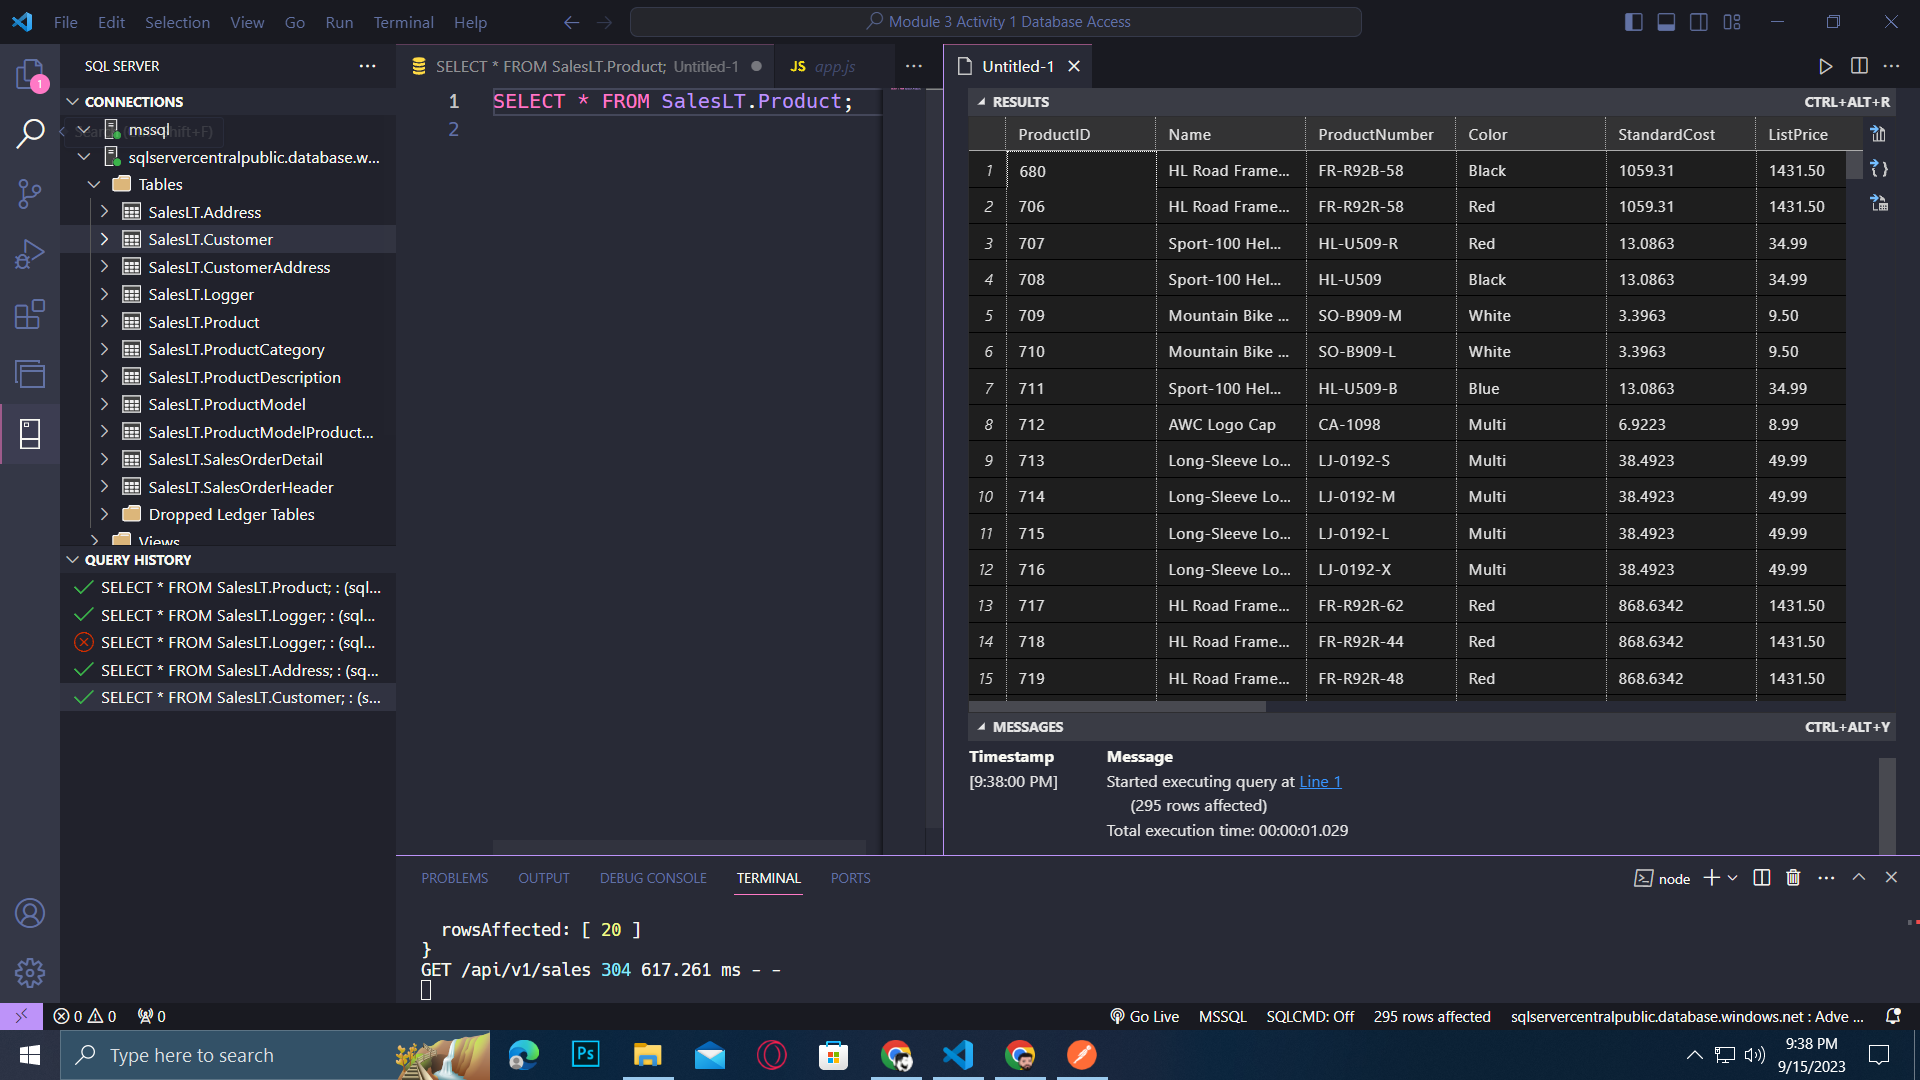 File Edit Selection View Go Run Terminal Help
Module 3 Activity 1 Database Access
1
SQL SERVER
CONNECTIONS
mssql
sqlservercentralpublic.database.w...
Tables
SalesLT.Address
SalesLT.Customer
SalesLT.CustomerAddress
SalesLT.Logger
SalesLT.Product
SalesLT.ProductCategory
SalesLT.ProductDescription
SalesLT.ProductModel
SalesLT.ProductModelProduct...
SalesLT.SalesOrderDetail
SalesLT.SalesOrderHeader
Dropped Ledger Tables
Views
QUERY HISTORY
SELECT * FROM SalesLT.Product; : (sql...
SELECT * FROM SalesLT.Logger; : (sql...
SELECT * FROM SalesLT.Logger; : (sql...
SELECT * FROM SalesLT.Address; : (sq...
SELECT * FROM SalesLT.Customer; : (s...
SELECT * FROM SalesLT.Product; Untitled-1
JS app.js
1 SELECT * FROM SalesLT.Product;
2
Untitled-1
RESULTS CTRL+ALT+R
ProductID Name ProductNumber Color StandardCost ListPrice
1 680 HL Road Frame... FR-R92B-58 Black 1059.31 1431.50
2 706 HL Road Frame... FR-R92R-58 Red 1059.31 1431.50
3 707 Sport-100 Hel... HL-U509-R Red 13.0863 34.99
4 708 Sport-100 Hel... HL-U509 Black 13.0863 34.99
5 709 Mountain Bike ... SO-B909-M White 3.3963 9.50
6 710 Mountain Bike ... SO-B909-L White 3.3963 9.50
7 711 Sport-100 Hel... HL-U509-B Blue 13.0863 34.99
8 712 AWC Logo Cap CA-1098 Multi 6.9223 8.99
9 713 Long-Sleeve Lo... LJ-0192-S Multi 38.4923 49.99
10 714 Long-Sleeve Lo... LJ-0192-M Multi 38.4923 49.99
11 715 Long-Sleeve Lo... LJ-0192-L Multi 38.4923 49.99
12 716 Long-Sleeve Lo... LJ-0192-X Multi 38.4923 49.99
13 717 HL Road Frame... FR-R92R-62 Red 868.6342 1431.50
14 718 HL Road Frame... FR-R92R-44 Red 868.6342 1431.50
15 719 HL Road Frame... FR-R92R-48 Red 868.6342 1431.50
MESSAGES CTRL+ALT+Y
Timestamp Message
[9:38:00 PM] Started executing query at Line 1
(295 rows affected)
Total execution time: 00:00:01.029
PROBLEMS OUTPUT DEBUG CONSOLE TERMINAL PORTS
node
rowsAffected: [ 20 ]
}
GET /api/v1/sales 304 617.261 ms - -
0 0 0
Go Live MSSQL SQLCMD: Off 295 rows affected sqlservercentralpublic.database.windows.net : Adve ...
Type here to search
Ps
9:38 PM
9/15/2023